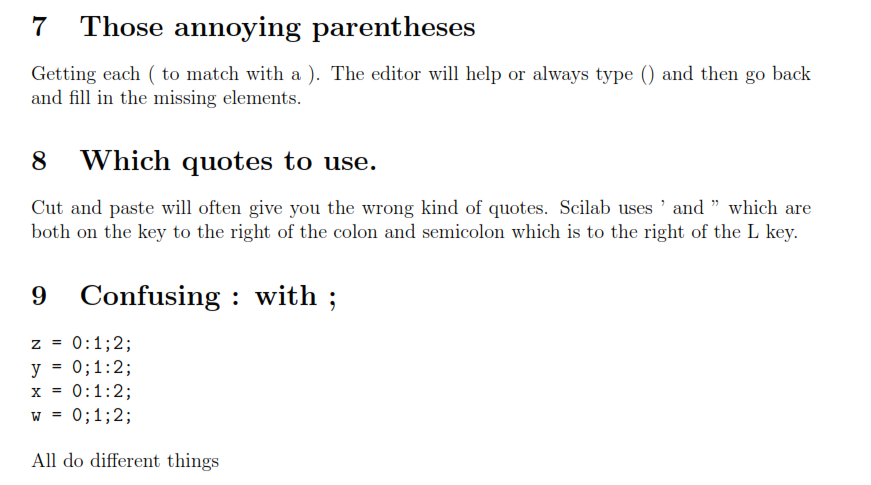 7 Those annoying parentheses
Getting each ( to match with a ). The editor will help or always type () and then go back
and fill in the missing elements.
8 Which quotes to use.
Cut and paste will often give you the wrong kind of quotes. Scilab uses ’ and ” which are
both on the key to the right of the colon and semicolon which is to the right of the L key.
9 Confusing : with ;
z = 0:1;2;
y = 0;1:2;
x = 0:1:2;
w = 0;1;2;
All do different things